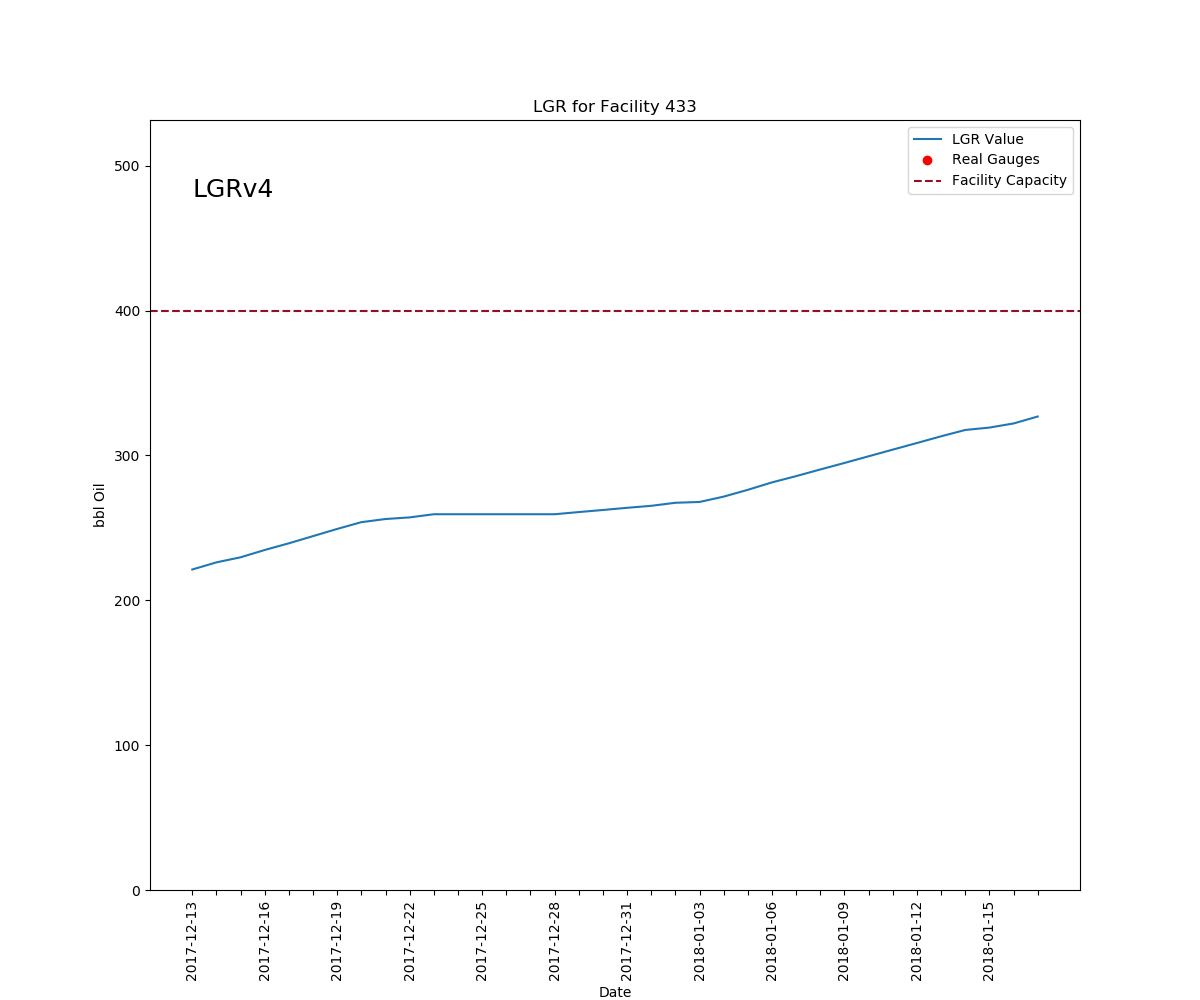 LGR for Facility 433
LGR Value
Real Gauges
Facility Capacity
LGRv4
500
400
300
200
100
0
bbl Oil
2017-12-13
2017-12-16
2017-12-19
2017-12-22
2017-12-25
2017-12-28
2017-12-31
2018-01-03
2018-01-06
2018-01-09
2018-01-12
2018-01-15
Date